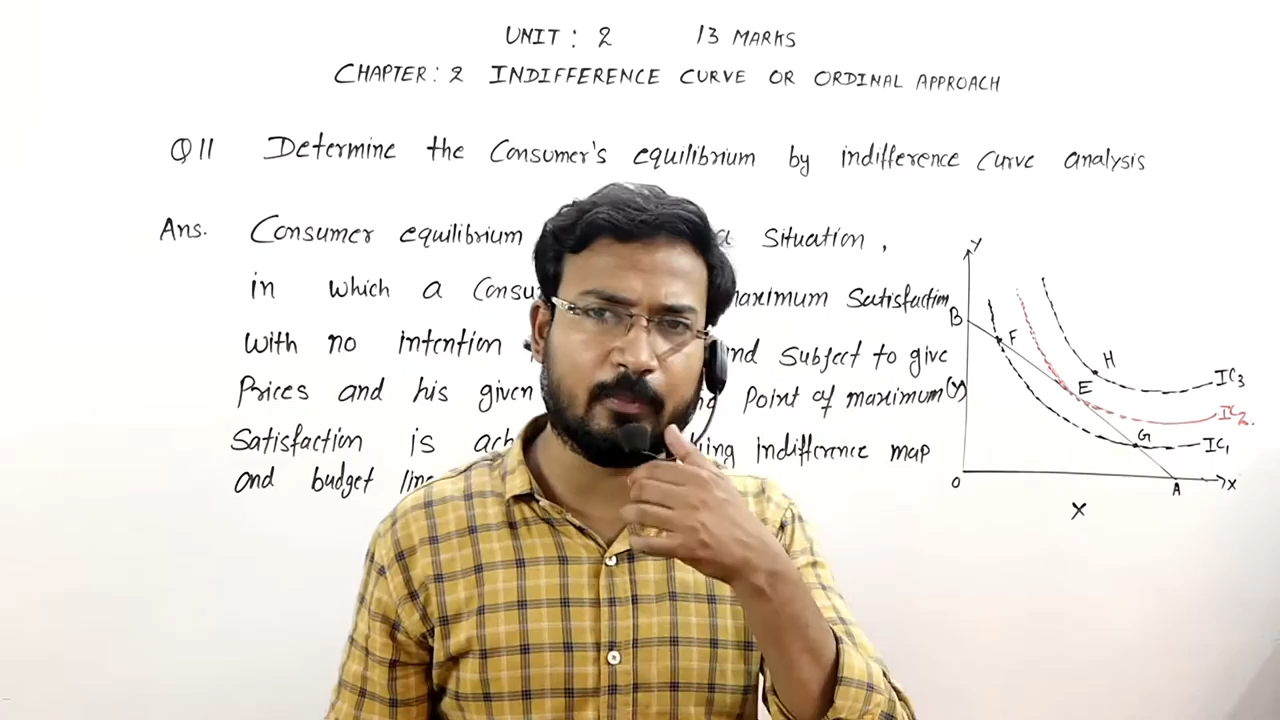 UNIT : 2 13 MARKS
CHAPTER : 2 INDIFFERENCE CURVE OR ORDINAL APPROACH
Q11 Determine the Consumer's equilibrium by indifference Curve analysis
Ans. Consumer equilibrium a Situation ,
in which a maximum Satisfaction
With no intention Subject to give
Prices and his given Point of maximum
Satisfaction is indifference map
and budget
Y
B
F
H
IC3
E
(Y)
IC2
G
IC1
O
A
X
X